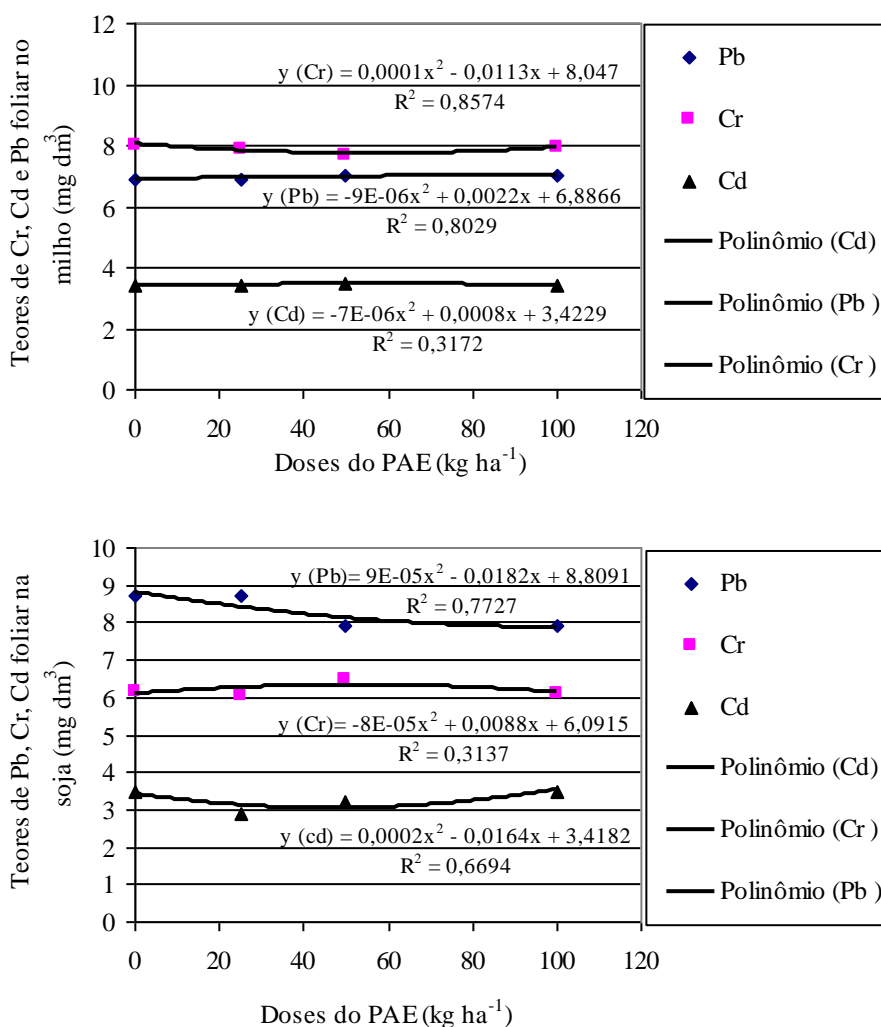 Teores de Cr, Cd e Pb foliar no
milho (mg dm³)
12
10
8
6
4
2
0
y (Cr) = 0,0001x² - 0,0113x + 8,047
R² = 0,8574
y (Pb) = -9E-06x² + 0,0022x + 6,8866
R² = 0,8029
y (Cd) = -7E-06x² + 0,0008x + 3,4229
R² = 0,3172
0 20 40 60 80 100 120
Doses do PAE (kg ha⁻¹)
Pb
Cr
Cd
Polinômio (Cd)
Polinômio (Pb )
Polinômio (Cr )
Teores de Pb, Cr, Cd foliar na
soja (mg dm³)
10
9
8
7
6
5
4
3
2
1
0
y (Pb)= 9E-05x² - 0,0182x + 8,8091
R² = 0,7727
y (Cr)= -8E-05x² + 0,0088x + 6,0915
R² = 0,3137
y (cd) = 0,0002x² - 0,0164x + 3,4182
R² = 0,6694
0 20 40 60 80 100 120
Doses do PAE (kg ha⁻¹)
Pb
Cr
Cd
Polinômio (Cd)
Polinômio (Cr )
Polinômio (Pb )